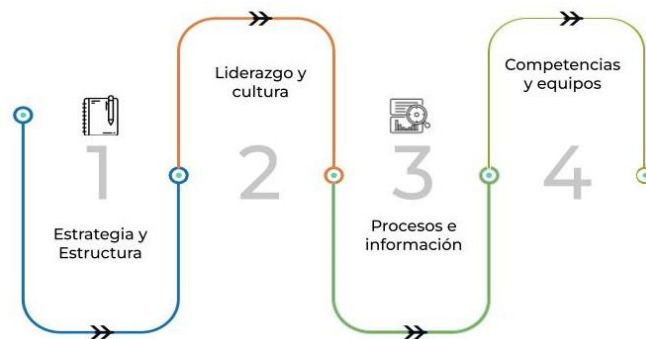 1
Estrategia y
Estructura
Liderazgo y
cultura
2
3
Procesos e
información
Competencias
y equipos
4